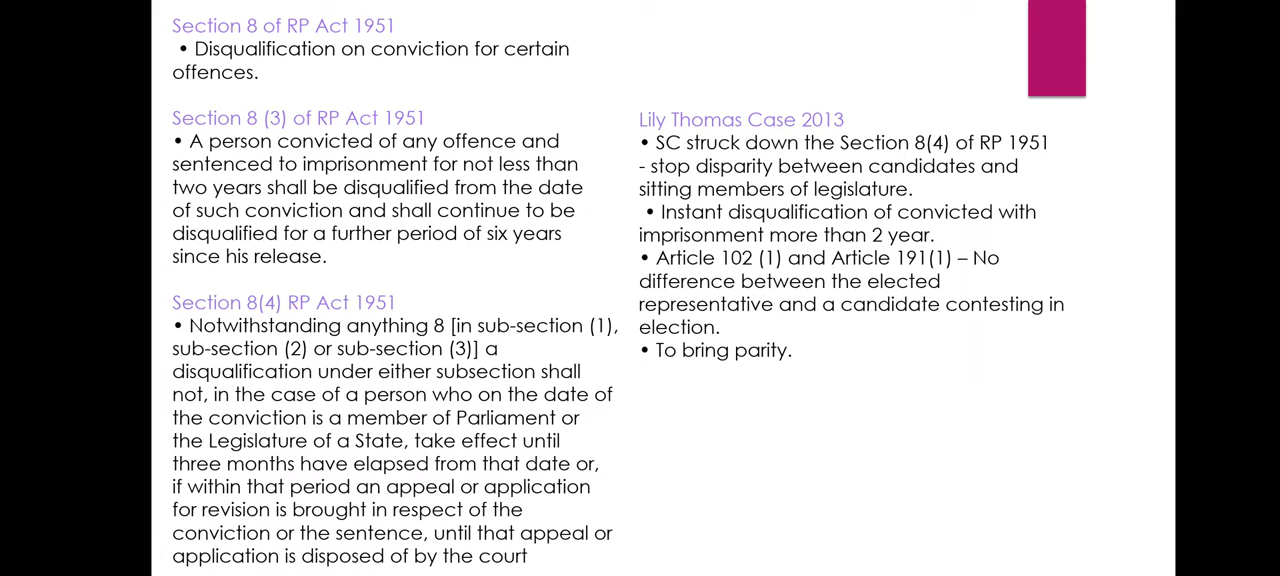 Section 8 of RP Act 1951
• Disqualification on conviction for certain
offences.
Section 8 (3) of RP Act 1951
• A person convicted of any offence and
sentenced to imprisonment for not less than
two years shall be disqualified from the date
of such conviction and shall continue to be
disqualified for a further period of six years
since his release.
Section 8(4) RP Act 1951
• Notwithstanding anything 8 [in sub-section (1),
sub-section (2) or sub-section (3)] a
disqualification under either subsection shall
not, in the case of a person who on the date of
the conviction is a member of Parliament or
the Legislature of a State, take effect until
three months have elapsed from that date or,
if within that period an appeal or application
for revision is brought in respect of the
conviction or the sentence, until that appeal or
application is disposed of by the court
Lily Thomas Case 2013
• SC struck down the Section 8(4) of RP 1951
- stop disparity between candidates and
sitting members of legislature.
• Instant disqualification of convicted with
imprisonment more than 2 year.
• Article 102 (1) and Article 191(1) – No
difference between the elected
representative and a candidate contesting in
election.
• To bring parity.